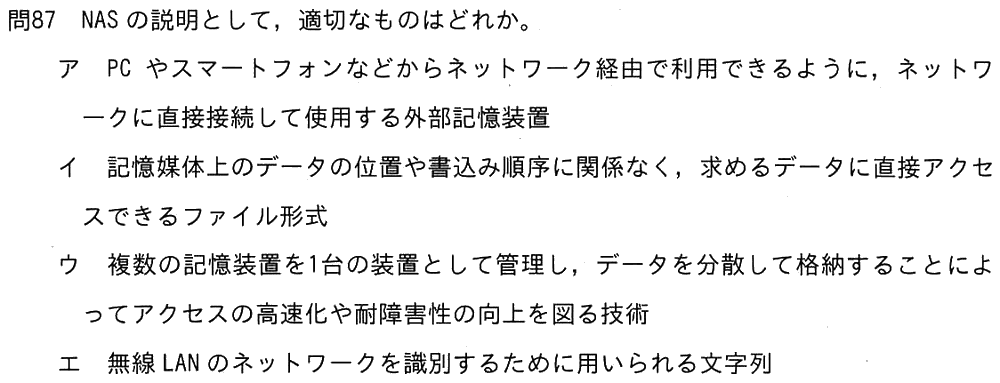 問87 NASの説明として，適切なものはどれか。
ア PCやスマートフォンなどからネットワーク経由で利用できるように，ネットワ
ークに直接接続して使用する外部記憶装置
イ 記憶媒体上のデータの位置や書込み順序に関係なく，求めるデータに直接アクセ
スできるファイル形式
ウ 複数の記憶装置を1台の装置として管理し，データを分散して格納することによ
ってアクセスの高速化や耐障害性の向上を図る技術
エ 無線LANのネットワークを識別するために用いられる文字列